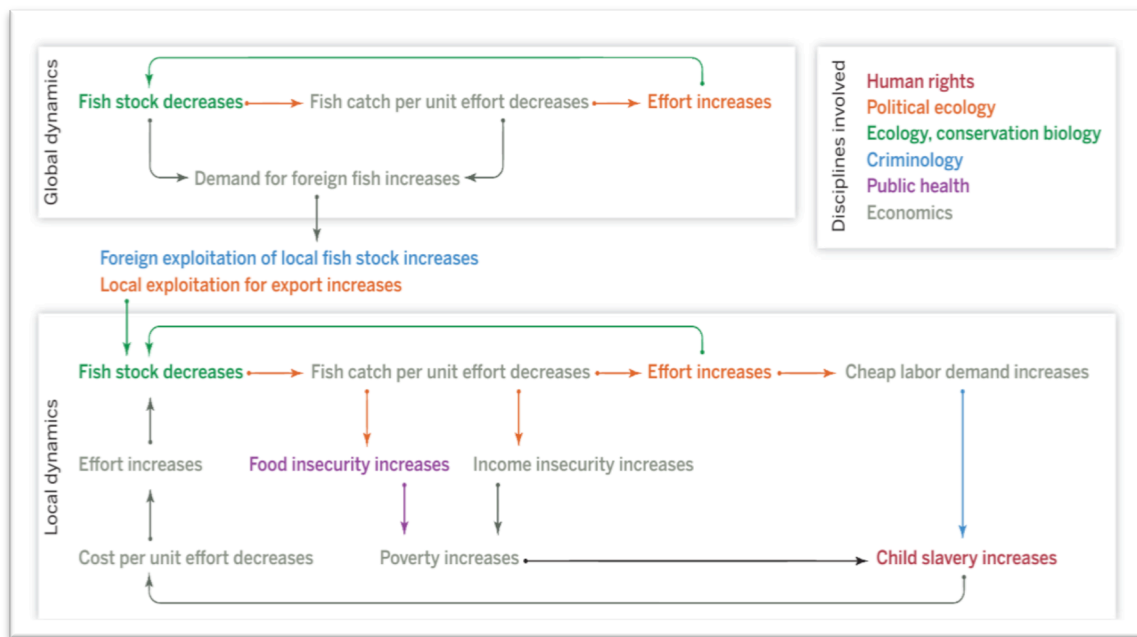 Global dynamics
Fish stock decreases
Fish catch per unit effort decreases
Effort increases
Demand for foreign fish increases
Disciplines involved
Human rights
Political ecology
Ecology, conservation biology
Criminology
Public health
Economics
Foreign exploitation of local fish stock increases
Local exploitation for export increases
Local dynamics
Fish stock decreases
Fish catch per unit effort decreases
Effort increases
Cheap labor demand increases
Effort increases
Food insecurity increases
Income insecurity increases
Cost per unit effort decreases
Poverty increases
Child slavery increases